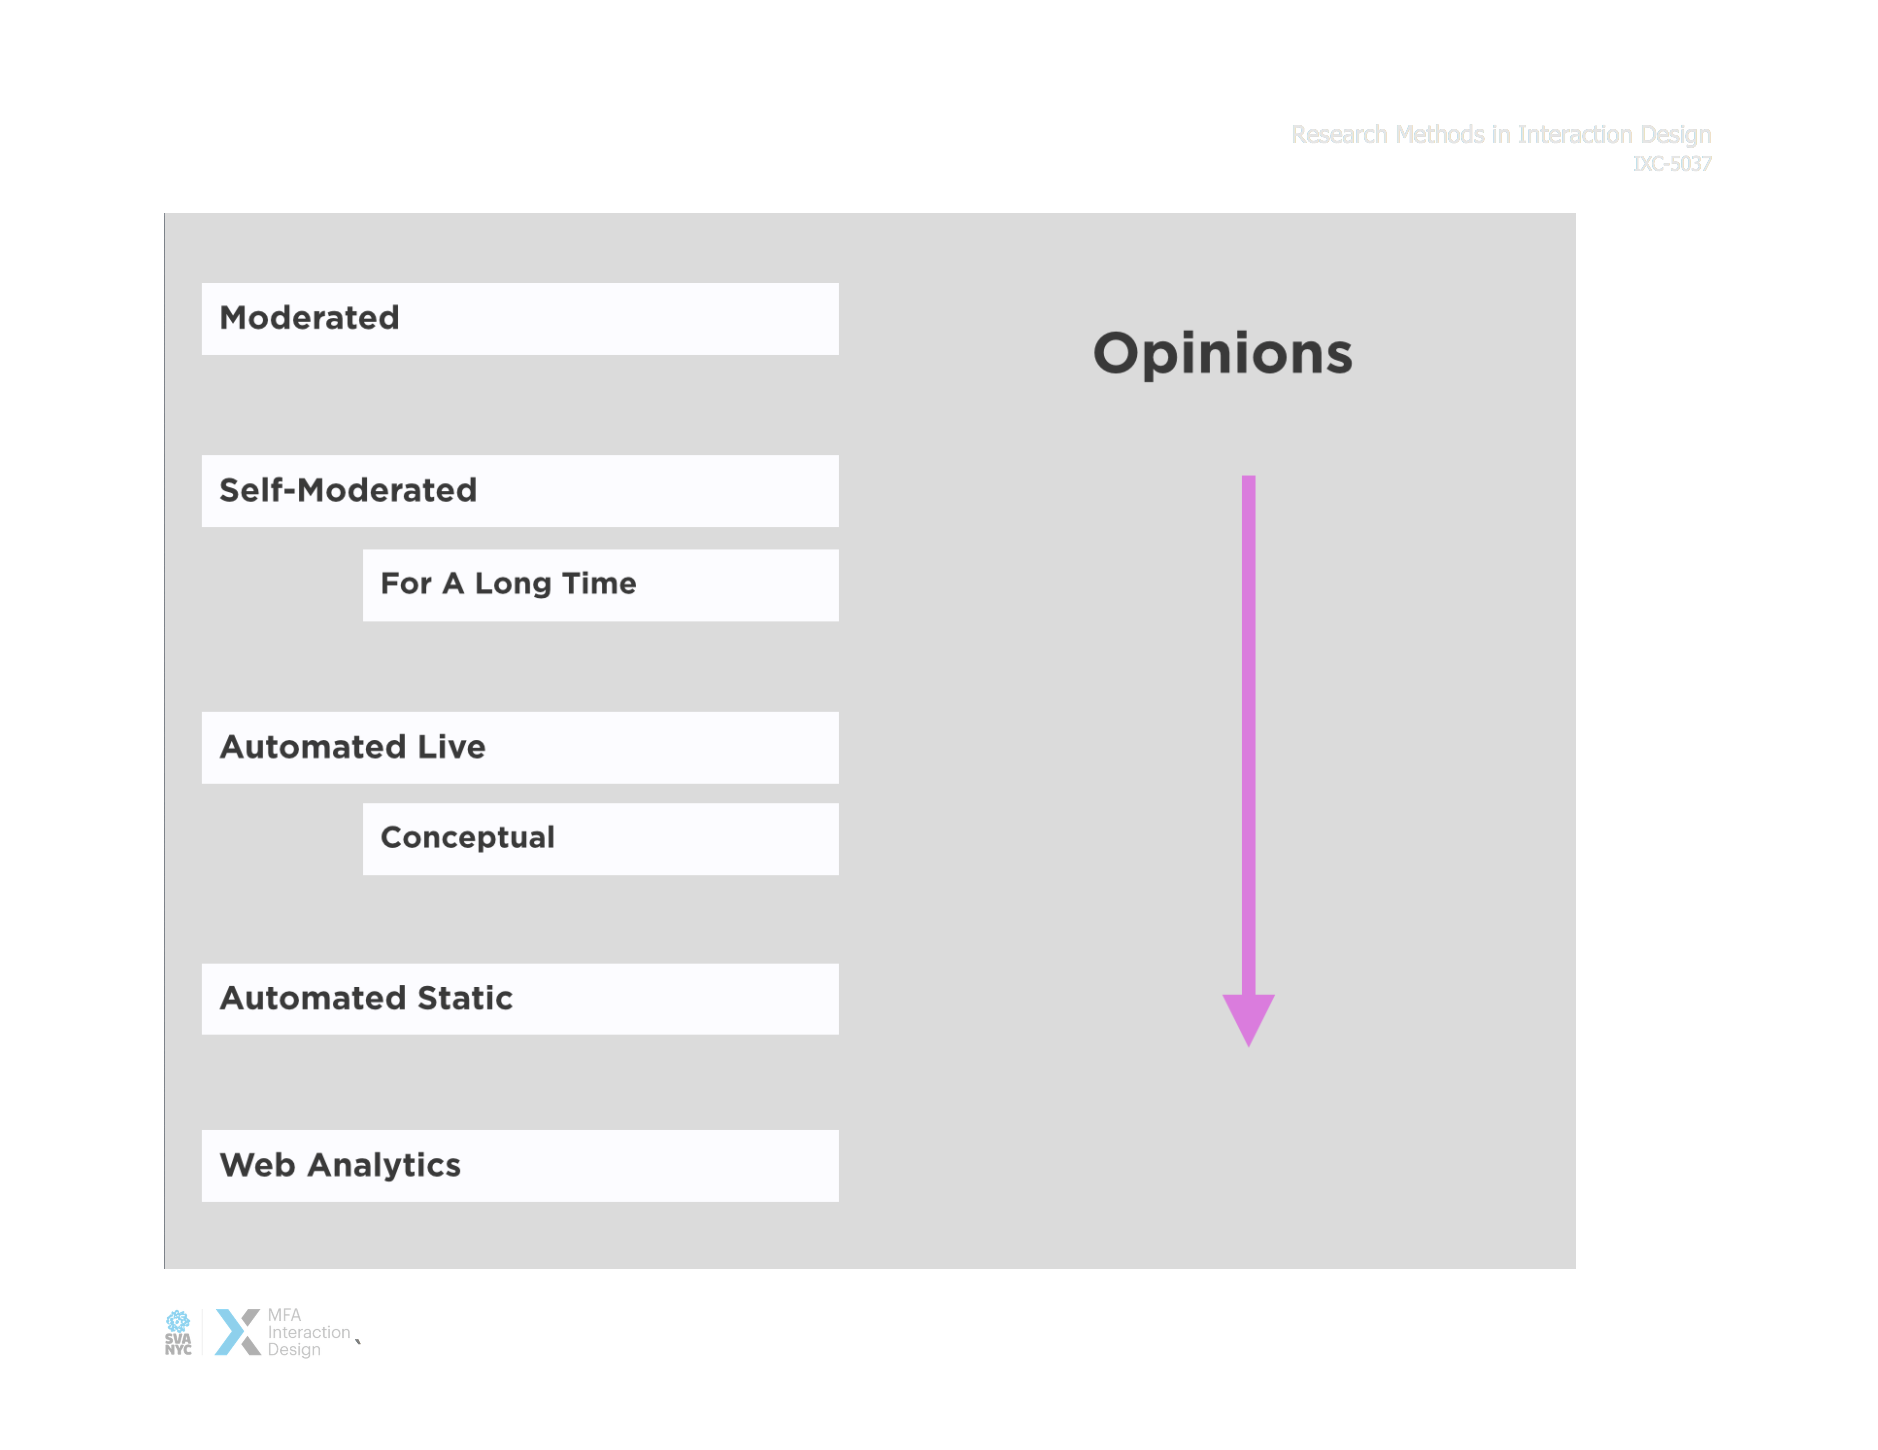 Research Methods in Interaction Design
IXC-5037
Moderated
Opinions
Self-Moderated
For A Long Time
Automated Live
Conceptual
Automated Static
Web Analytics
SVA
NYC
MFA
Interaction
Design
`